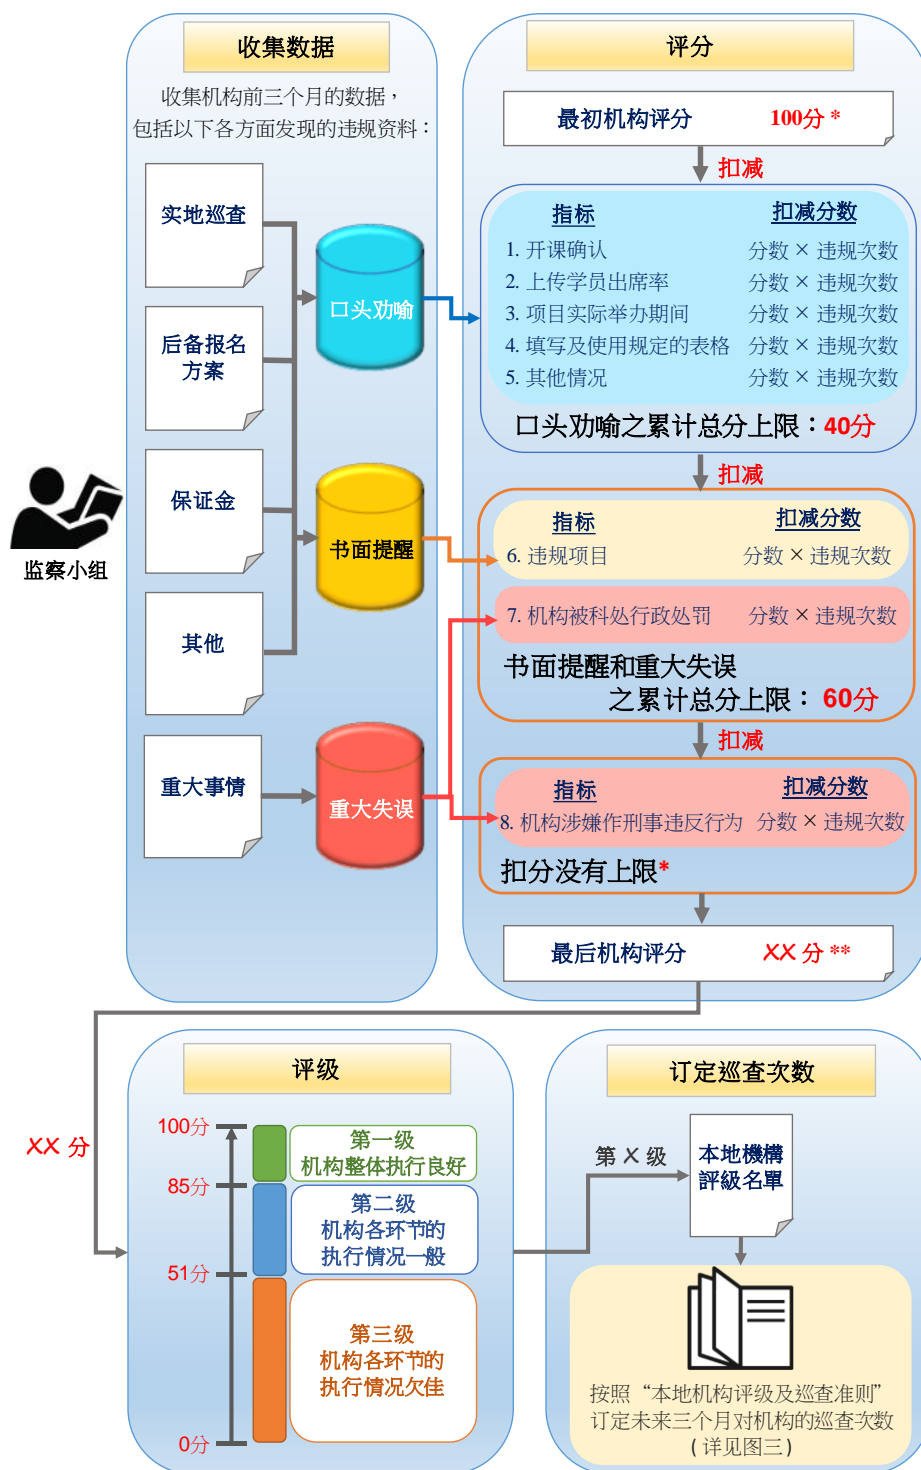 收集数据
收集机构前三个月的数据，
包括以下各方面发现的违规资料：
实地巡查
后备报名
方案
保证金
其他
重大事情
口头劝喻
书面提醒
重大失误
监察小组
评分
最初机构评分 100分 *
扣减
指标 扣减分数
1. 开课确认 分数 × 违规次数
2. 上传学员出席率 分数 × 违规次数
3. 项目实际举办期间 分数 × 违规次数
4. 填写及使用规定的表格 分数 × 违规次数
5. 其他情况 分数 × 违规次数
口头劝喻之累计总分上限：40分
扣减
指标 扣减分数
6. 违规项目 分数 × 违规次数
7. 机构被科处行政处罚 分数 × 违规次数
书面提醒和重大失误
之累计总分上限： 60分
扣减
指标 扣减分数
8. 机构涉嫌作刑事违反行为 分数 × 违规次数
扣分没有上限*
最后机构评分 XX 分 **
XX 分
评级
100分
85分
51分
0分
第一级
机构整体执行良好
第二级
机构各环节的
执行情况一般
第三级
机构各环节的
执行情况欠佳
第 X 级
订定巡查次数
本地機構
評級名單
按照“本地机构评级及巡查准则”
订定未来三个月对机构的巡查次数
( 详见图三 )